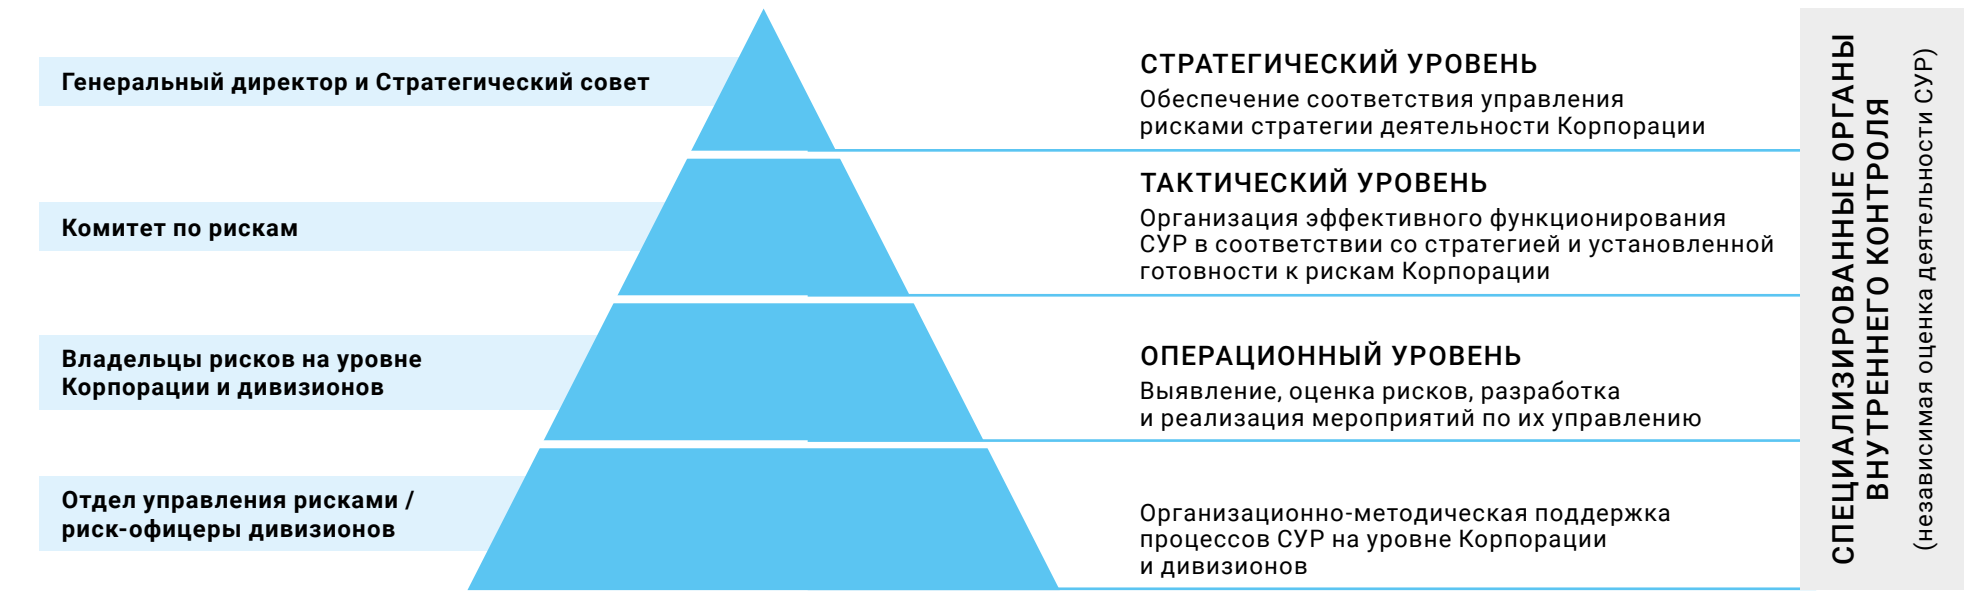 Генеральный директор и Стратегический совет
СТРАТЕГИЧЕСКИЙ УРОВЕНЬ
Обеспечение соответствия управления
рисками стратегии деятельности Корпорации
Комитет по рискам
ТАКТИЧЕСКИЙ УРОВЕНЬ
Организация эффективного функционирования
СУР в соответствии со стратегией и установленной
готовности к рискам Корпорации
Владельцы рисков на уровне
Корпорации и дивизионов
ОПЕРАЦИОННЫЙ УРОВЕНЬ
Выявление, оценка рисков, разработка
и реализация мероприятий по их управлению
Отдел управления рисками /
риск-офицеры дивизионов
Организационно-методическая поддержка
процессов СУР на уровне Корпорации
и дивизионов
СПЕЦИАЛИЗИРОВАННЫЕ ОРГАНЫ
ВНУТРЕННЕГО КОНТРОЛЯ
(независимая оценка деятельности СУР)